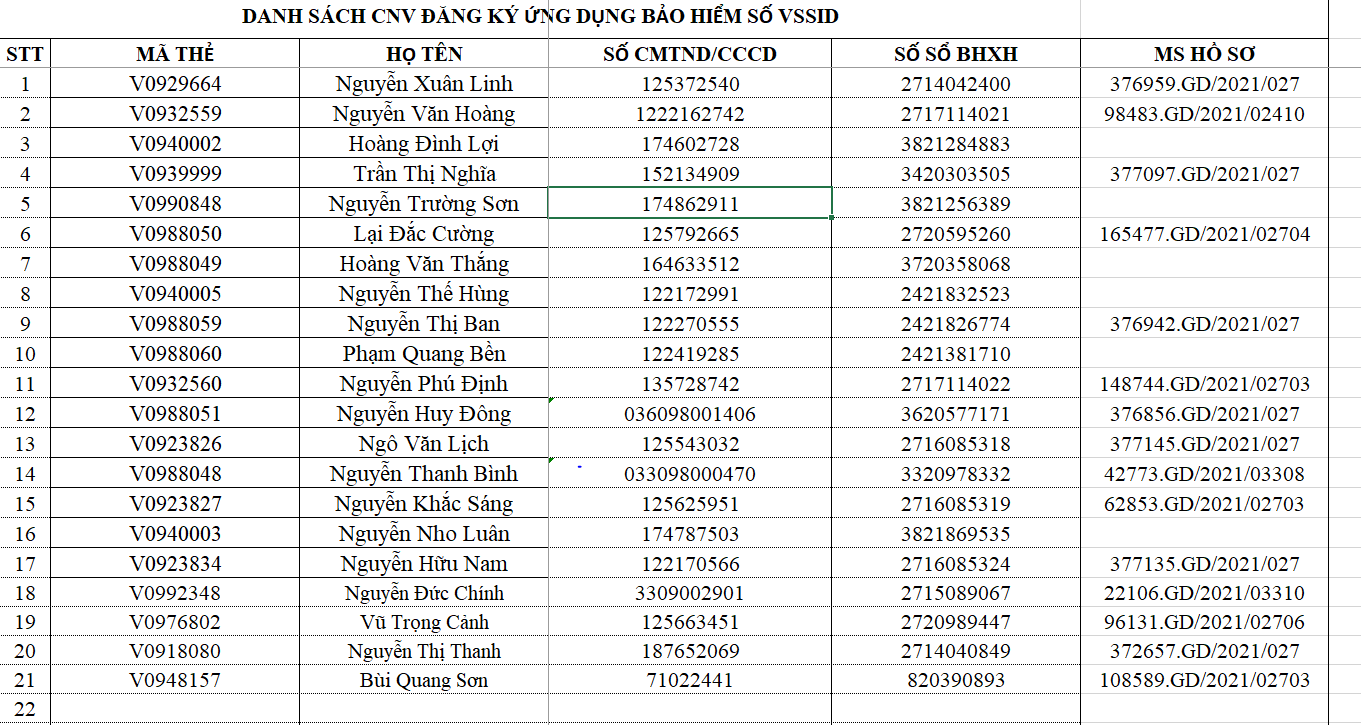 DANH SÁCH CNV ĐĂNG KÝ ỨNG DỤNG BẢO HIỂM SỐ VSSID
STT MÃ THẺ HỌ TÊN SỐ CMTND/CCCD SỐ SỔ BHXH MS HỒ SƠ
1 V0929664 Nguyễn Xuân Linh 125372540 2714042400 376959.GD/2021/027
2 V0932559 Nguyễn Văn Hoàng 1222162742 2717114021 98483.GD/2021/02410
3 V0940002 Hoàng Đình Lợi 174602728 3821284883
4 V0939999 Trần Thị Nghĩa 152134909 3420303505 377097.GD/2021/027
5 V0990848 Nguyễn Trường Sơn 174862911 3821256389
6 V0988050 Lại Đắc Cường 125792665 2720595260 165477.GD/2021/02704
7 V0988049 Hoàng Văn Thắng 164633512 3720358068
8 V0940005 Nguyễn Thế Hùng 122172991 2421832523
9 V0988059 Nguyễn Thị Ban 122270555 2421826774 376942.GD/2021/027
10 V0988060 Phạm Quang Bền 122419285 2421381710
11 V0932560 Nguyễn Phú Định 135728742 2717114022 148744.GD/2021/02703
12 V0988051 Nguyễn Huy Đông 036098001406 3620577171 376856.GD/2021/027
13 V0923826 Ngô Văn Lịch 125543032 2716085318 377145.GD/2021/027
14 V0988048 Nguyễn Thanh Bình 033098000470 3320978332 42773.GD/2021/03308
15 V0923827 Nguyễn Khắc Sáng 125625951 2716085319 62853.GD/2021/02703
16 V0940003 Nguyễn Nho Luân 174787503 3821869535
17 V0923834 Nguyễn Hữu Nam 122170566 2716085324 377135.GD/2021/027
18 V0992348 Nguyễn Đức Chính 3309002901 2715089067 22106.GD/2021/03310
19 V0976802 Vũ Trọng Cảnh 125663451 2720989447 96131.GD/2021/02706
20 V0918080 Nguyễn Thị Thanh 187652069 2714040849 372657.GD/2021/027
21 V0948157 Bùi Quang Sơn 71022441 820390893 108589.GD/2021/02703
22